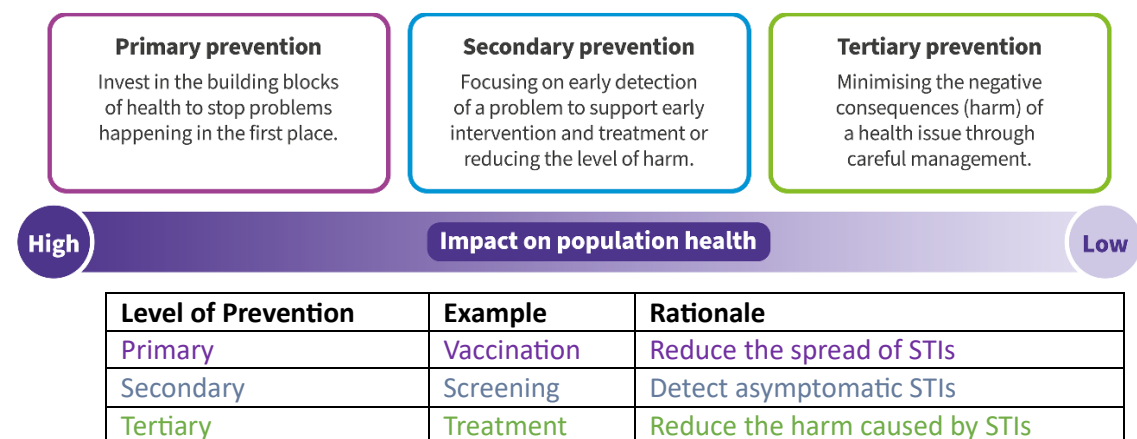 Primary prevention
Invest in the building blocks
of health to stop problems
happening in the first place.
Secondary prevention
Focusing on early detection
of a problem to support early
intervention and treatment or
reducing the level of harm.
Tertiary prevention
Minimising the negative
consequences (harm) of
a health issue through
careful management.
High
Impact on population health
Low
Level of Prevention Example Rationale
Primary Vaccination Reduce the spread of STIs
Secondary Screening Detect asymptomatic STIs
Tertiary Treatment Reduce the harm caused by STIs